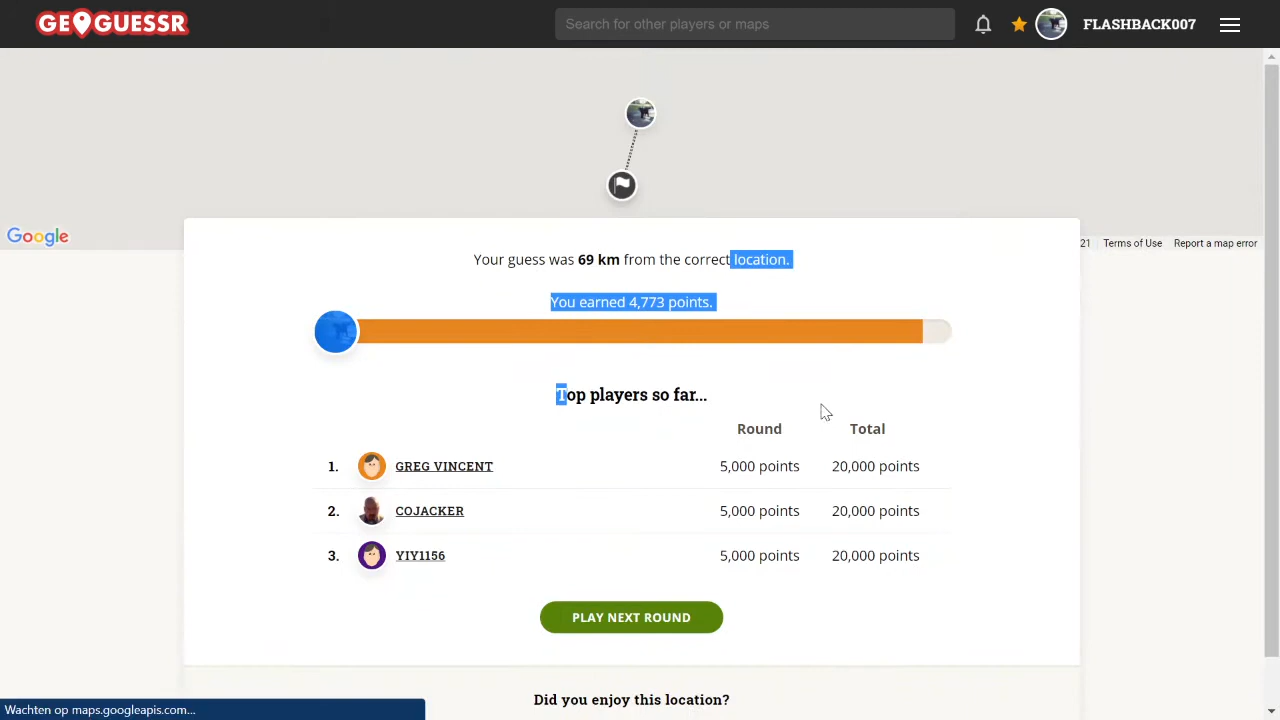 GEOGUESSR
Search for other players or maps
FLASHBACK007
Google
21 Terms of Use Report a map error
Your guess was 69 km from the correct location.
You earned 4,773 points.
Top players so far...
Round Total
1. GREG VINCENT 5,000 points 20,000 points
2. COJACKER 5,000 points 20,000 points
3. YIY1156 5,000 points 20,000 points
PLAY NEXT ROUND
Did you enjoy this location?
Wachten op maps.googleapis.com...